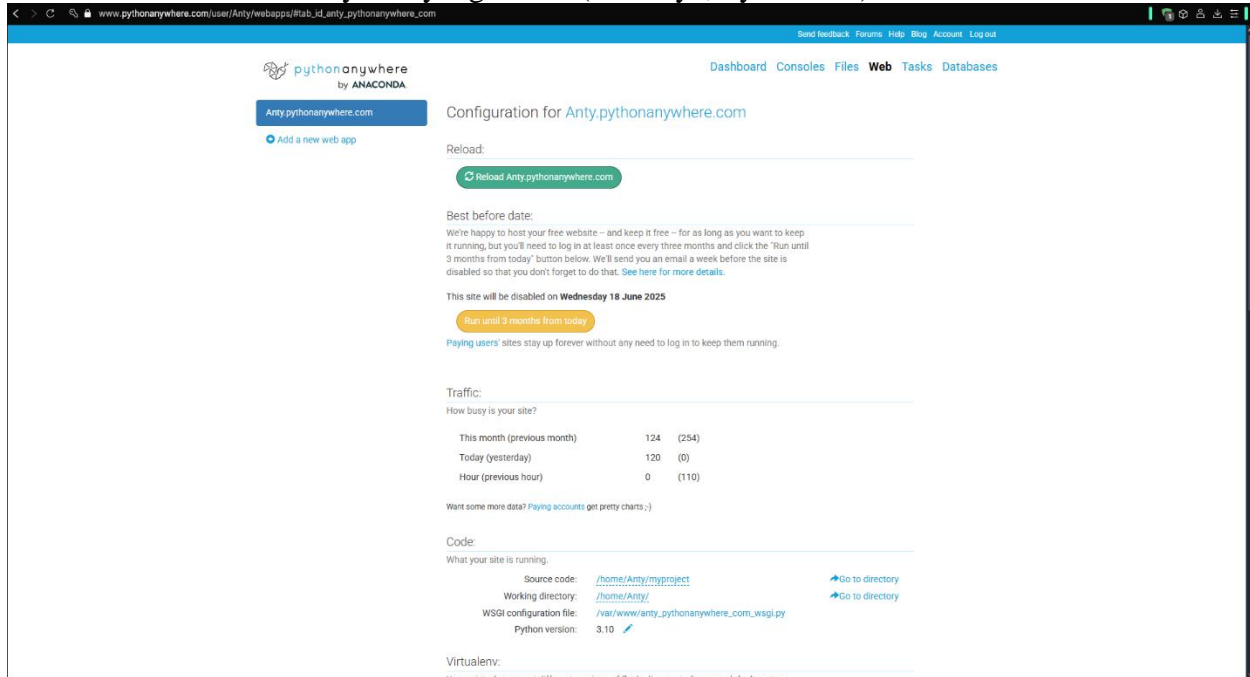 www.pythonanywhere.com/user/Anty/webapps/#tab_id_anty_pythonanywhere_com
Send feedback Forums Help Blog Account Log out
pythonanywhere
by ANACONDA
Dashboard Consoles Files Web Tasks Databases
Anty.pythonanywhere.com
Add a new web app
Configuration for Anty.pythonanywhere.com
Reload:
Reload Anty.pythonanywhere.com
Best before date:
We're happy to host your free website -- and keep it free -- for as long as you want to keep
it running, but you'll need to log in at least once every three months and click the "Run until
3 months from today" button below. We'll send you an email a week before the site is
disabled so that you don't forget to do that. See here for more details.
This site will be disabled on Wednesday 18 June 2025
Run until 3 months from today
Paying users' sites stay up forever without any need to log in to keep them running.
Traffic:
How busy is your site?
This month (previous month) 124 (254)
Today (yesterday) 120 (0)
Hour (previous hour) 0 (110)
Want some more data? Paying accounts get pretty charts ;-)
Code:
What your site is running.
Source code: /home/Anty/myproject Go to directory
Working directory: /home/Anty/ Go to directory
WSGI configuration file: /var/www/anty_pythonanywhere_com_wsgi.py
Python version: 3.10
Virtualenv: